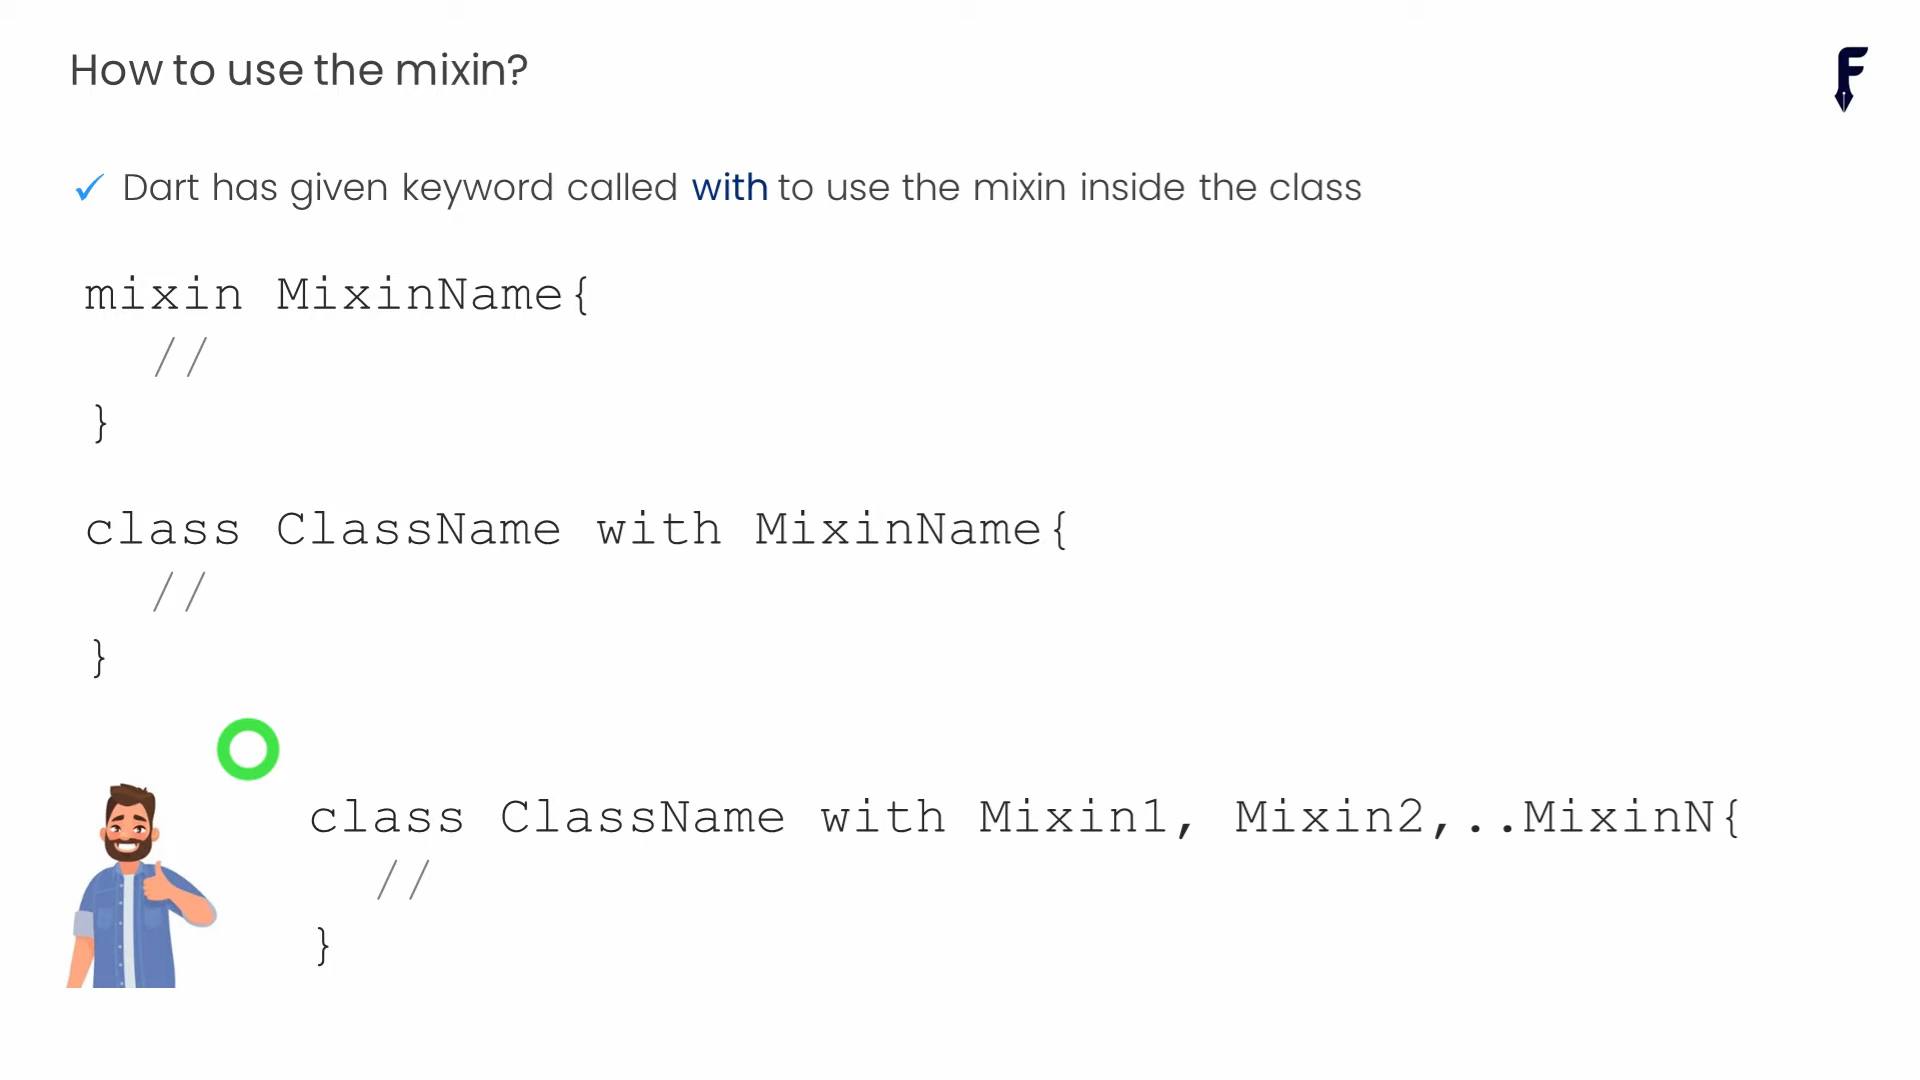 How to use the mixin?
F
✓ Dart has given keyword called with to use the mixin inside the class
mixin MixinName{
//
}
class ClassName with MixinName{
//
}
class ClassName with Mixin1, Mixin2,..MixinN{
//
}